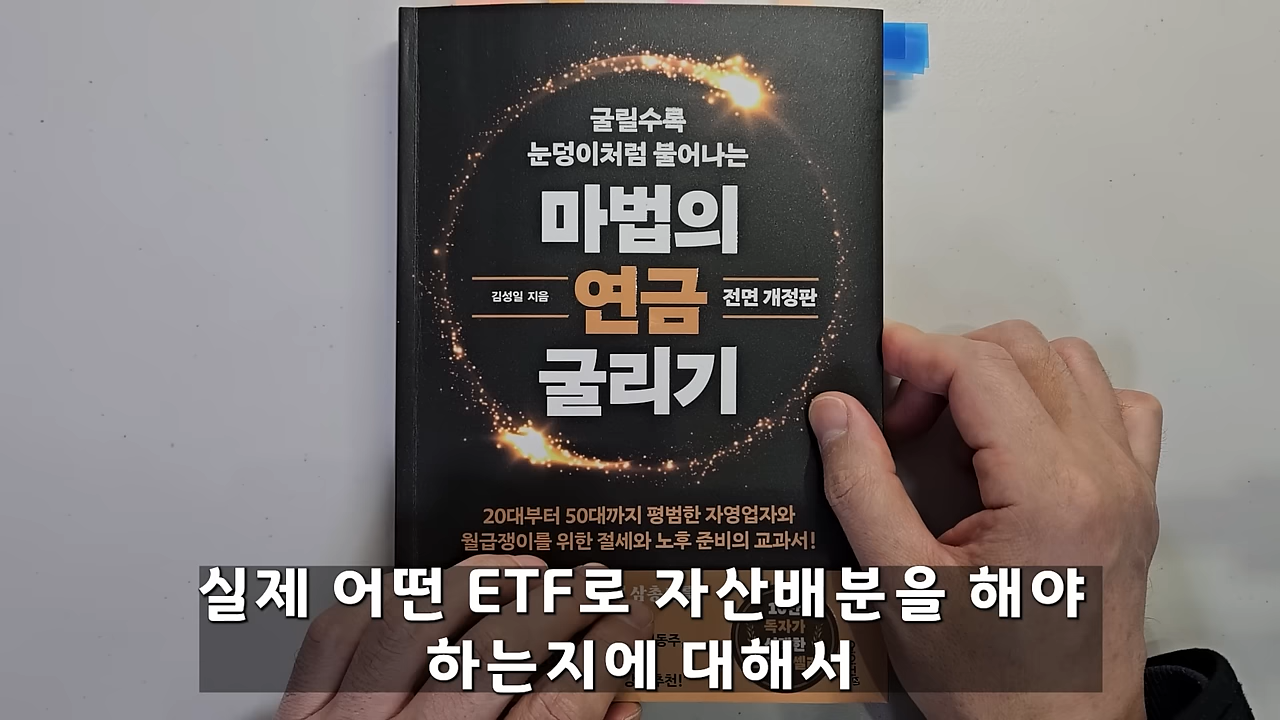 굴릴수록
눈덩이처럼 불어나는
마법의
연금
굴리기
김성일 지음
전면 개정판
20대부터 50대까지 평범한 자영업자와
월급쟁이를 위한 절세와 노후 준비의 교과서!
실제 어떤 ETF로 자산배분을 해야
하는지에 대해서
독자가